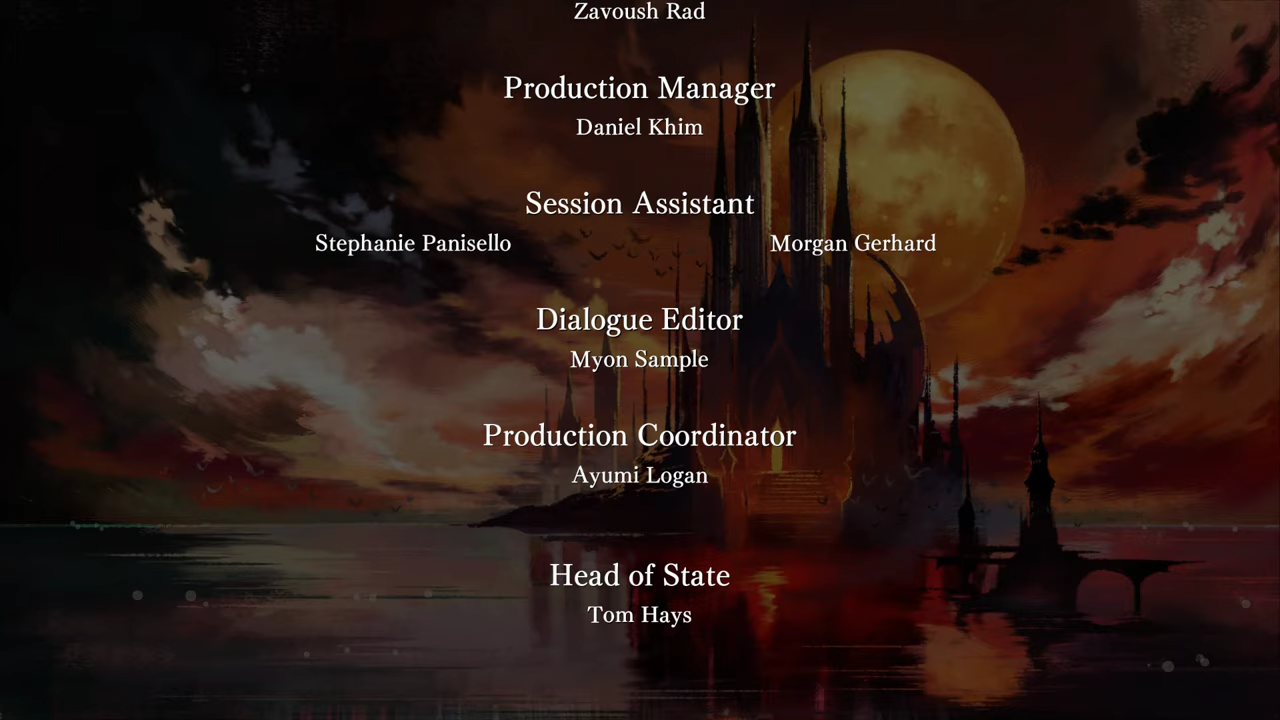 Zavoush Rad
Production Manager
Daniel Khim
Session Assistant
Stephanie Panisello Morgan Gerhard
Dialogue Editor
Myon Sample
Production Coordinator
Ayumi Logan
Head of State
Tom Hays